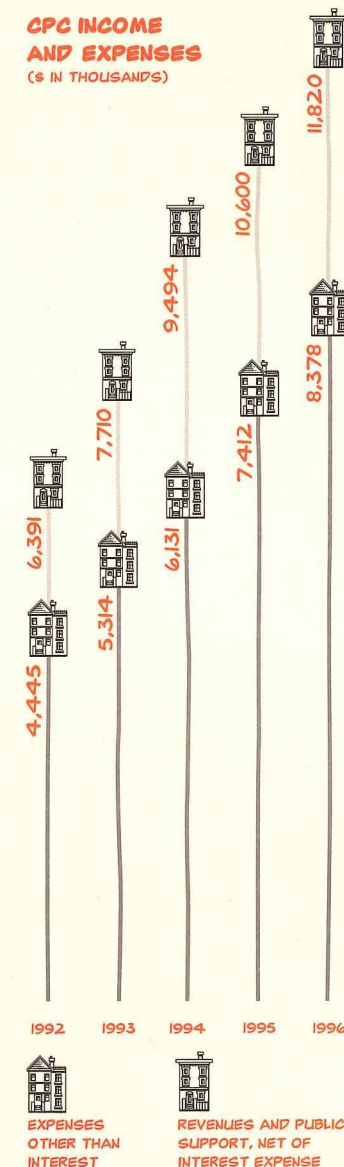 CPC INCOME
AND EXPENSES
($ IN THOUSANDS)
11,820
10,600
9,494
8,378
7,710
7,412
6,391
6,131
5,314
4,445
1992 1993 1994 1995 1996
EXPENSES
OTHER THAN
INTEREST
REVENUES AND PUBLIC
SUPPORT, NET OF
INTEREST EXPENSE